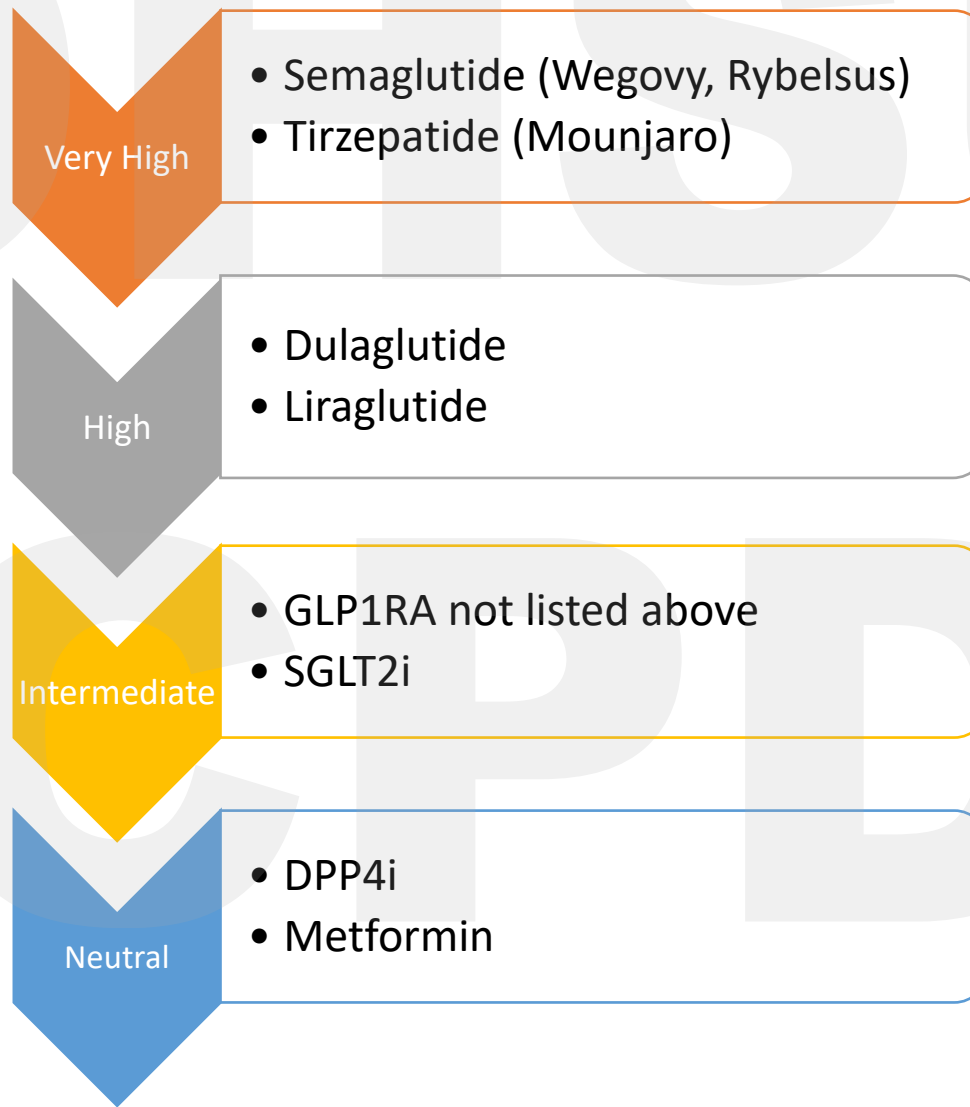 Very High
• Semaglutide (Wegovy, Rybelsus)
• Tirzepatide (Mounjaro)
High
• Dulaglutide
• Liraglutide
Intermediate
• GLP1RA not listed above
• SGLT2i
Neutral
• DPP4i
• Metformin